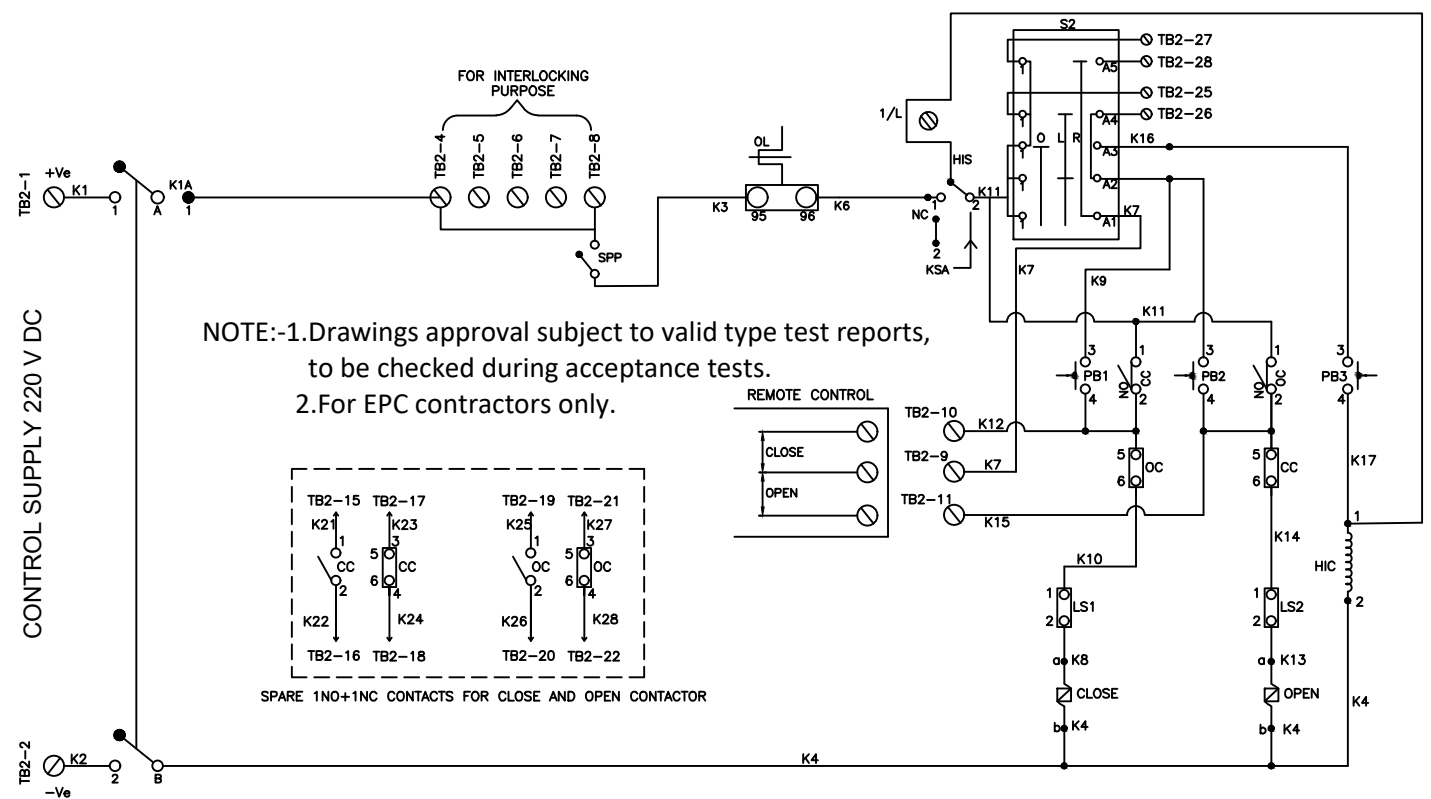 S2
TB2-27
TB2-28
TB2-25
TB2-26
1 A5
1 A4
O L R
1 A3 K16
1 A2
1 A1 K7
FOR INTERLOCKING
PURPOSE
TB2-4
TB2-5
TB2-6
TB2-7
TB2-8
1/L
OL
HIS
TB2-1
+Ve
K1
1
A
K1A
1
SPP
K3
95
96
K6
NC
1
2
2
K11
KSA
K7
K9
K11
CONTROL SUPPLY 220 V DC
NOTE:-1.Drawings approval subject to valid type test reports,
to be checked during acceptance tests.
2.For EPC contractors only.
3
PB1
4
1
NO
CC
2
3
PB2
4
1
NO
OC
2
3
PB3
4
REMOTE CONTROL
CLOSE
OPEN
TB2-10
K12
TB2-9
K7
TB2-11
K15
5
6
OC
5
6
CC
K17
K10
K14
1
HIC
2
TB2-15 TB2-17 TB2-19 TB2-21
K21 K23 K25 K27
1 3 1 3
5 5
CC CC OC OC
6 6
2 4 2 4
K22 K24 K26 K28
TB2-16 TB2-18 TB2-20 TB2-22
SPARE 1NO+1NC CONTACTS FOR CLOSE AND OPEN CONTACTOR
1
2
LS1
1
2
LS2
a K8
CLOSE
b K4
a K13
OPEN
b K4
K4
TB2-2
K2
-Ve
2
B
K4